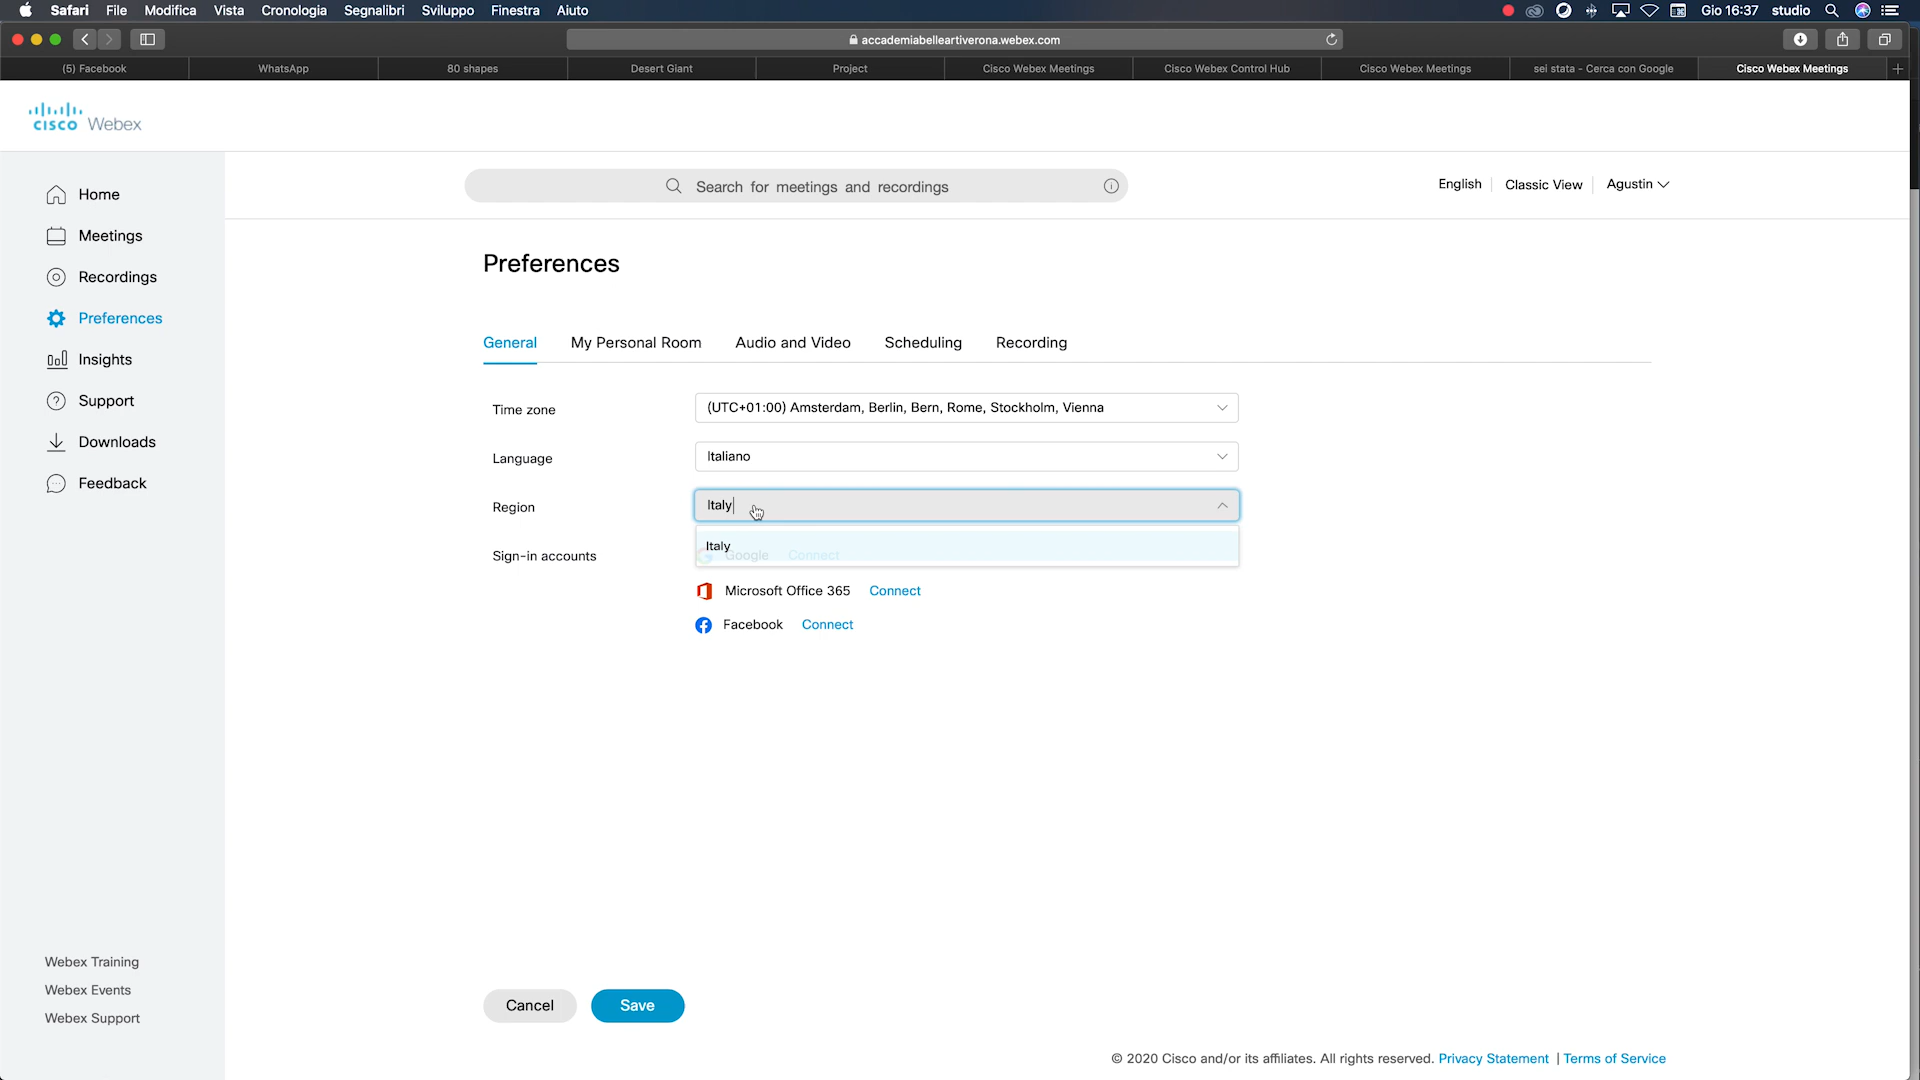 Safari File Modifica Vista Cronologia Segnalibri Sviluppo Finestra Aiuto Gio 16:37 studio
accademiabelleartiverona.webex.com
(5) Facebook WhatsApp 80 shapes Desert Giant Project Cisco Webex Meetings Cisco Webex Control Hub Cisco Webex Meetings sei stata - Cerca con Google Cisco Webex Meetings
CISCO Webex
Search for meetings and recordings
English Classic View Agustin
Home
Meetings
Recordings
Preferences
Insights
Support
Downloads
Feedback
Preferences
General My Personal Room Audio and Video Scheduling Recording
Time zone (UTC+01:00) Amsterdam, Berlin, Bern, Rome, Stockholm, Vienna
Language Italiano
Region Italy
Italy
Sign-in accounts Google Connect
Microsoft Office 365 Connect
Facebook Connect
Webex Training
Webex Events
Webex Support
Cancel Save
© 2020 Cisco and/or its affiliates. All rights reserved. Privacy Statement | Terms of Service